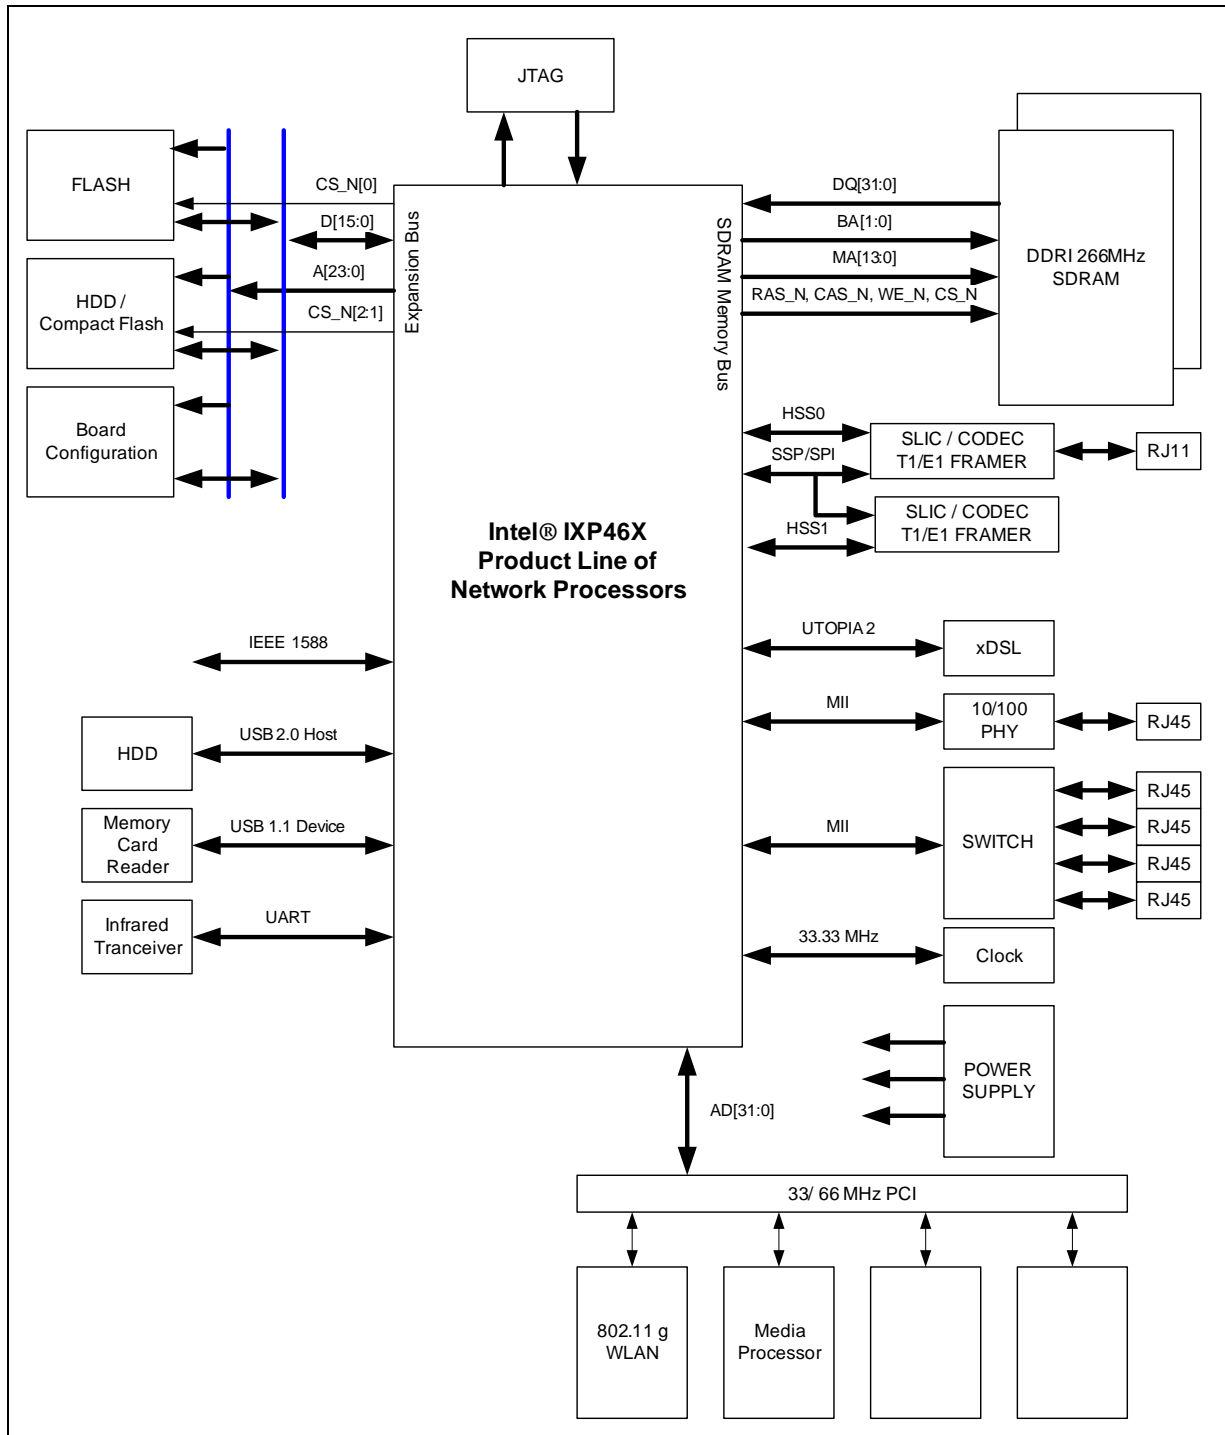 JTAG
FLASH
CS_N[0]
D[15:0]
A[23:0]
CS_N[2:1]
HDD /
Compact Flash
Board
Configuration
Expansion Bus
SDRAM Memory Bus
DQ[31:0]
BA[1:0]
MA[13:0]
RAS_N, CAS_N, WE_N, CS_N
DDRI 266MHz
SDRAM
HSS0
SLIC / CODEC
T1/E1 FRAMER
RJ11
SSP/SPI
SLIC / CODEC
T1/E1 FRAMER
HSS1
Intel® IXP46X
Product Line of
Network Processors
IEEE 1588
UTOPIA 2
xDSL
HDD
USB 2.0 Host
MII
10/100
PHY
RJ45
Memory
Card
Reader
USB 1.1 Device
MII
SWITCH
RJ45
RJ45
RJ45
RJ45
Infrared
Tranceiver
UART
33.33 MHz
Clock
POWER
SUPPLY
AD[31:0]
33/ 66 MHz PCI
802.11 g
WLAN
Media
Processor